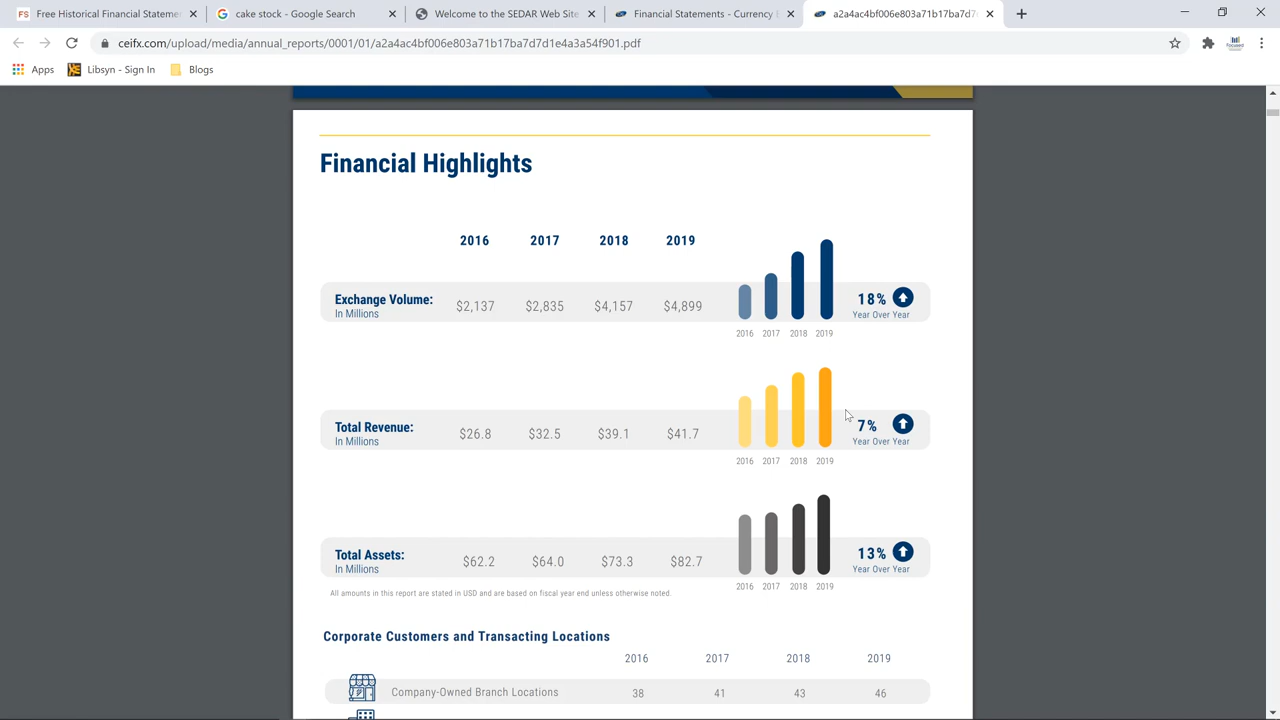 Free Historical Financial Stateme
cake stock - Google Search
Welcome to the SEDAR Web Site
Financial Statements - Currency E
a2a4ac4bf006e803a71b17ba7d7
ceifx.com/upload/media/annual_reports/0001/01/a2a4ac4bf006e803a71b17ba7d7d1e4a3a54f901.pdf
Apps
Libsyn - Sign In
Blogs
Financial Highlights
2016 2017 2018 2019
Exchange Volume: $2,137 $2,835 $4,157 $4,899 18%
In Millions Year Over Year
2016 2017 2018 2019
Total Revenue: $26.8 $32.5 $39.1 $41.7 7%
In Millions Year Over Year
2016 2017 2018 2019
Total Assets: $62.2 $64.0 $73.3 $82.7 13%
In Millions Year Over Year
2016 2017 2018 2019
All amounts in this report are stated in USD and are based on fiscal year end unless otherwise noted.
Corporate Customers and Transacting Locations
2016 2017 2018 2019
Company-Owned Branch Locations 38 41 43 46